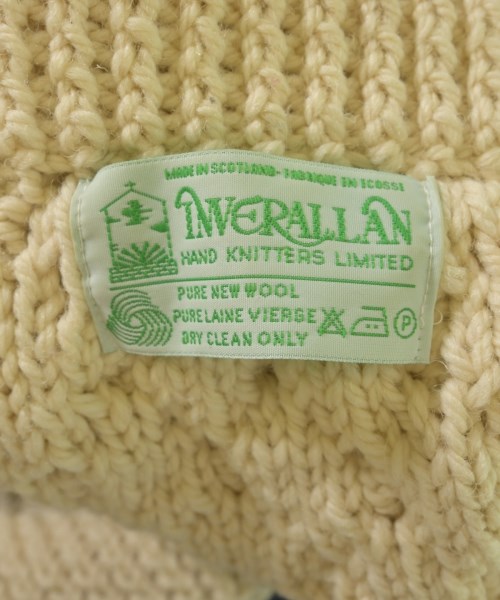 MADE IN SCOTLAND - FABRIQUE EN ECOSSE
INVERALLAN
HAND KNITTERS LIMITED
PURE NEW WOOL
PURE LAINE VIERGE
DRY CLEAN ONLY
P